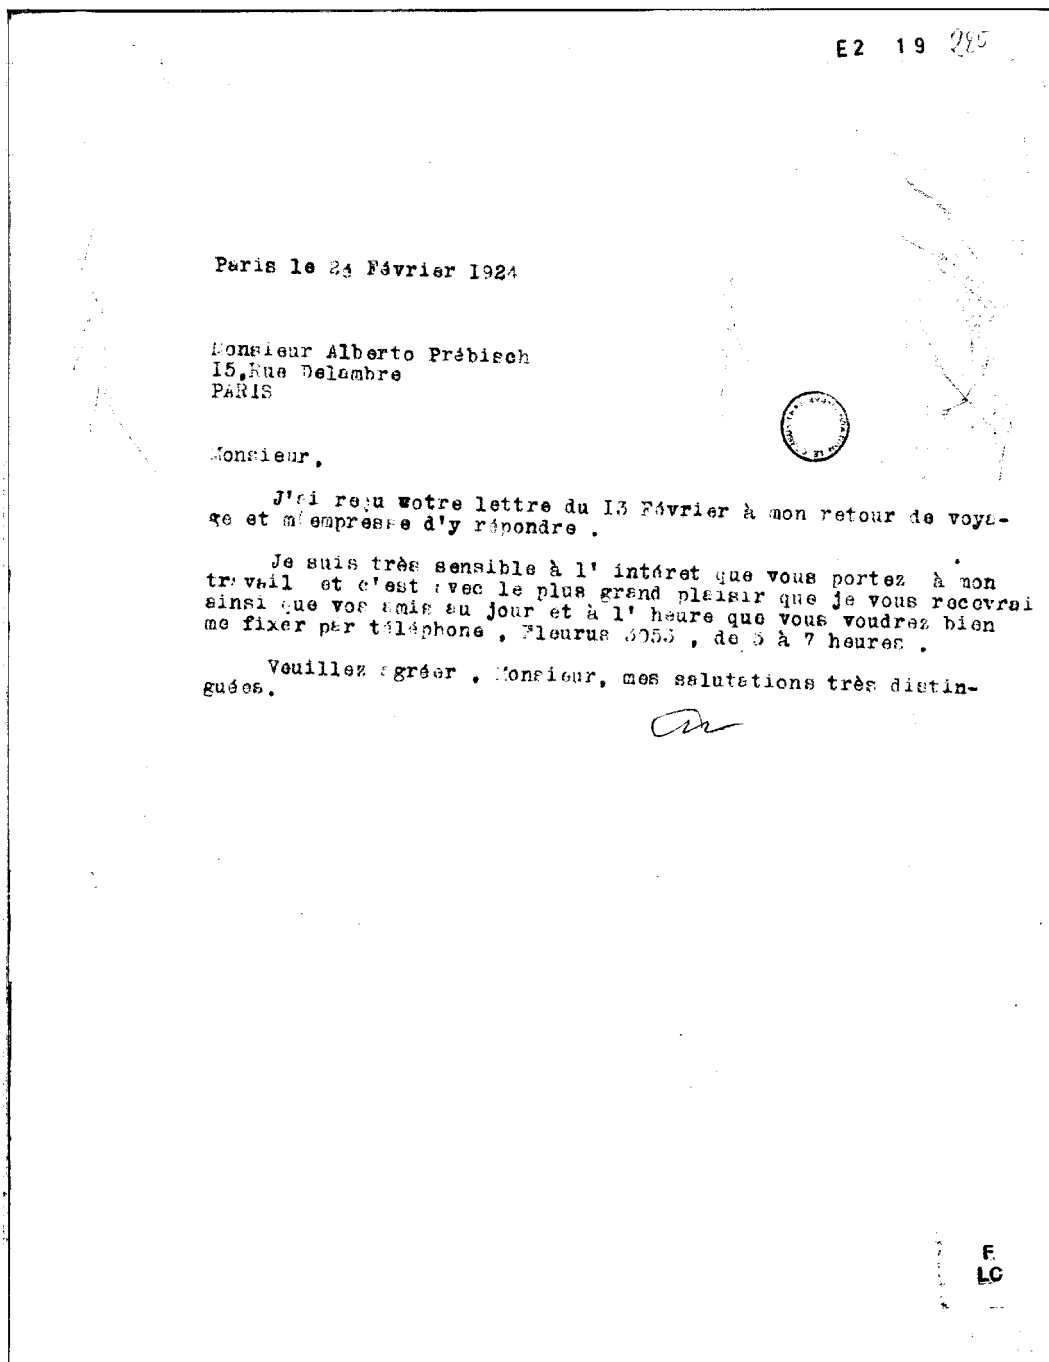 E2 19 285
Paris le 24 Février 1924
Monsieur Alberto Prébisch
I5,Rue Delambre
PARIS
Monsieur,
J'ai reçu votre lettre du I3 Février à mon retour de voya-
ge et m'empresse d'y répondre .
Je suis très sensible à l' intéret que vous portez à mon
travail et c'est avec le plus grand plaisir que je vous recevrai
ainsi que vos amis au jour et à l' heure que vous voudrez bien
me fixer par téléphone , Fleurus , de 5 à 7 heures .
Veuillez agréer , Monsieur, mes salutations très distin-
guées.
F
LC